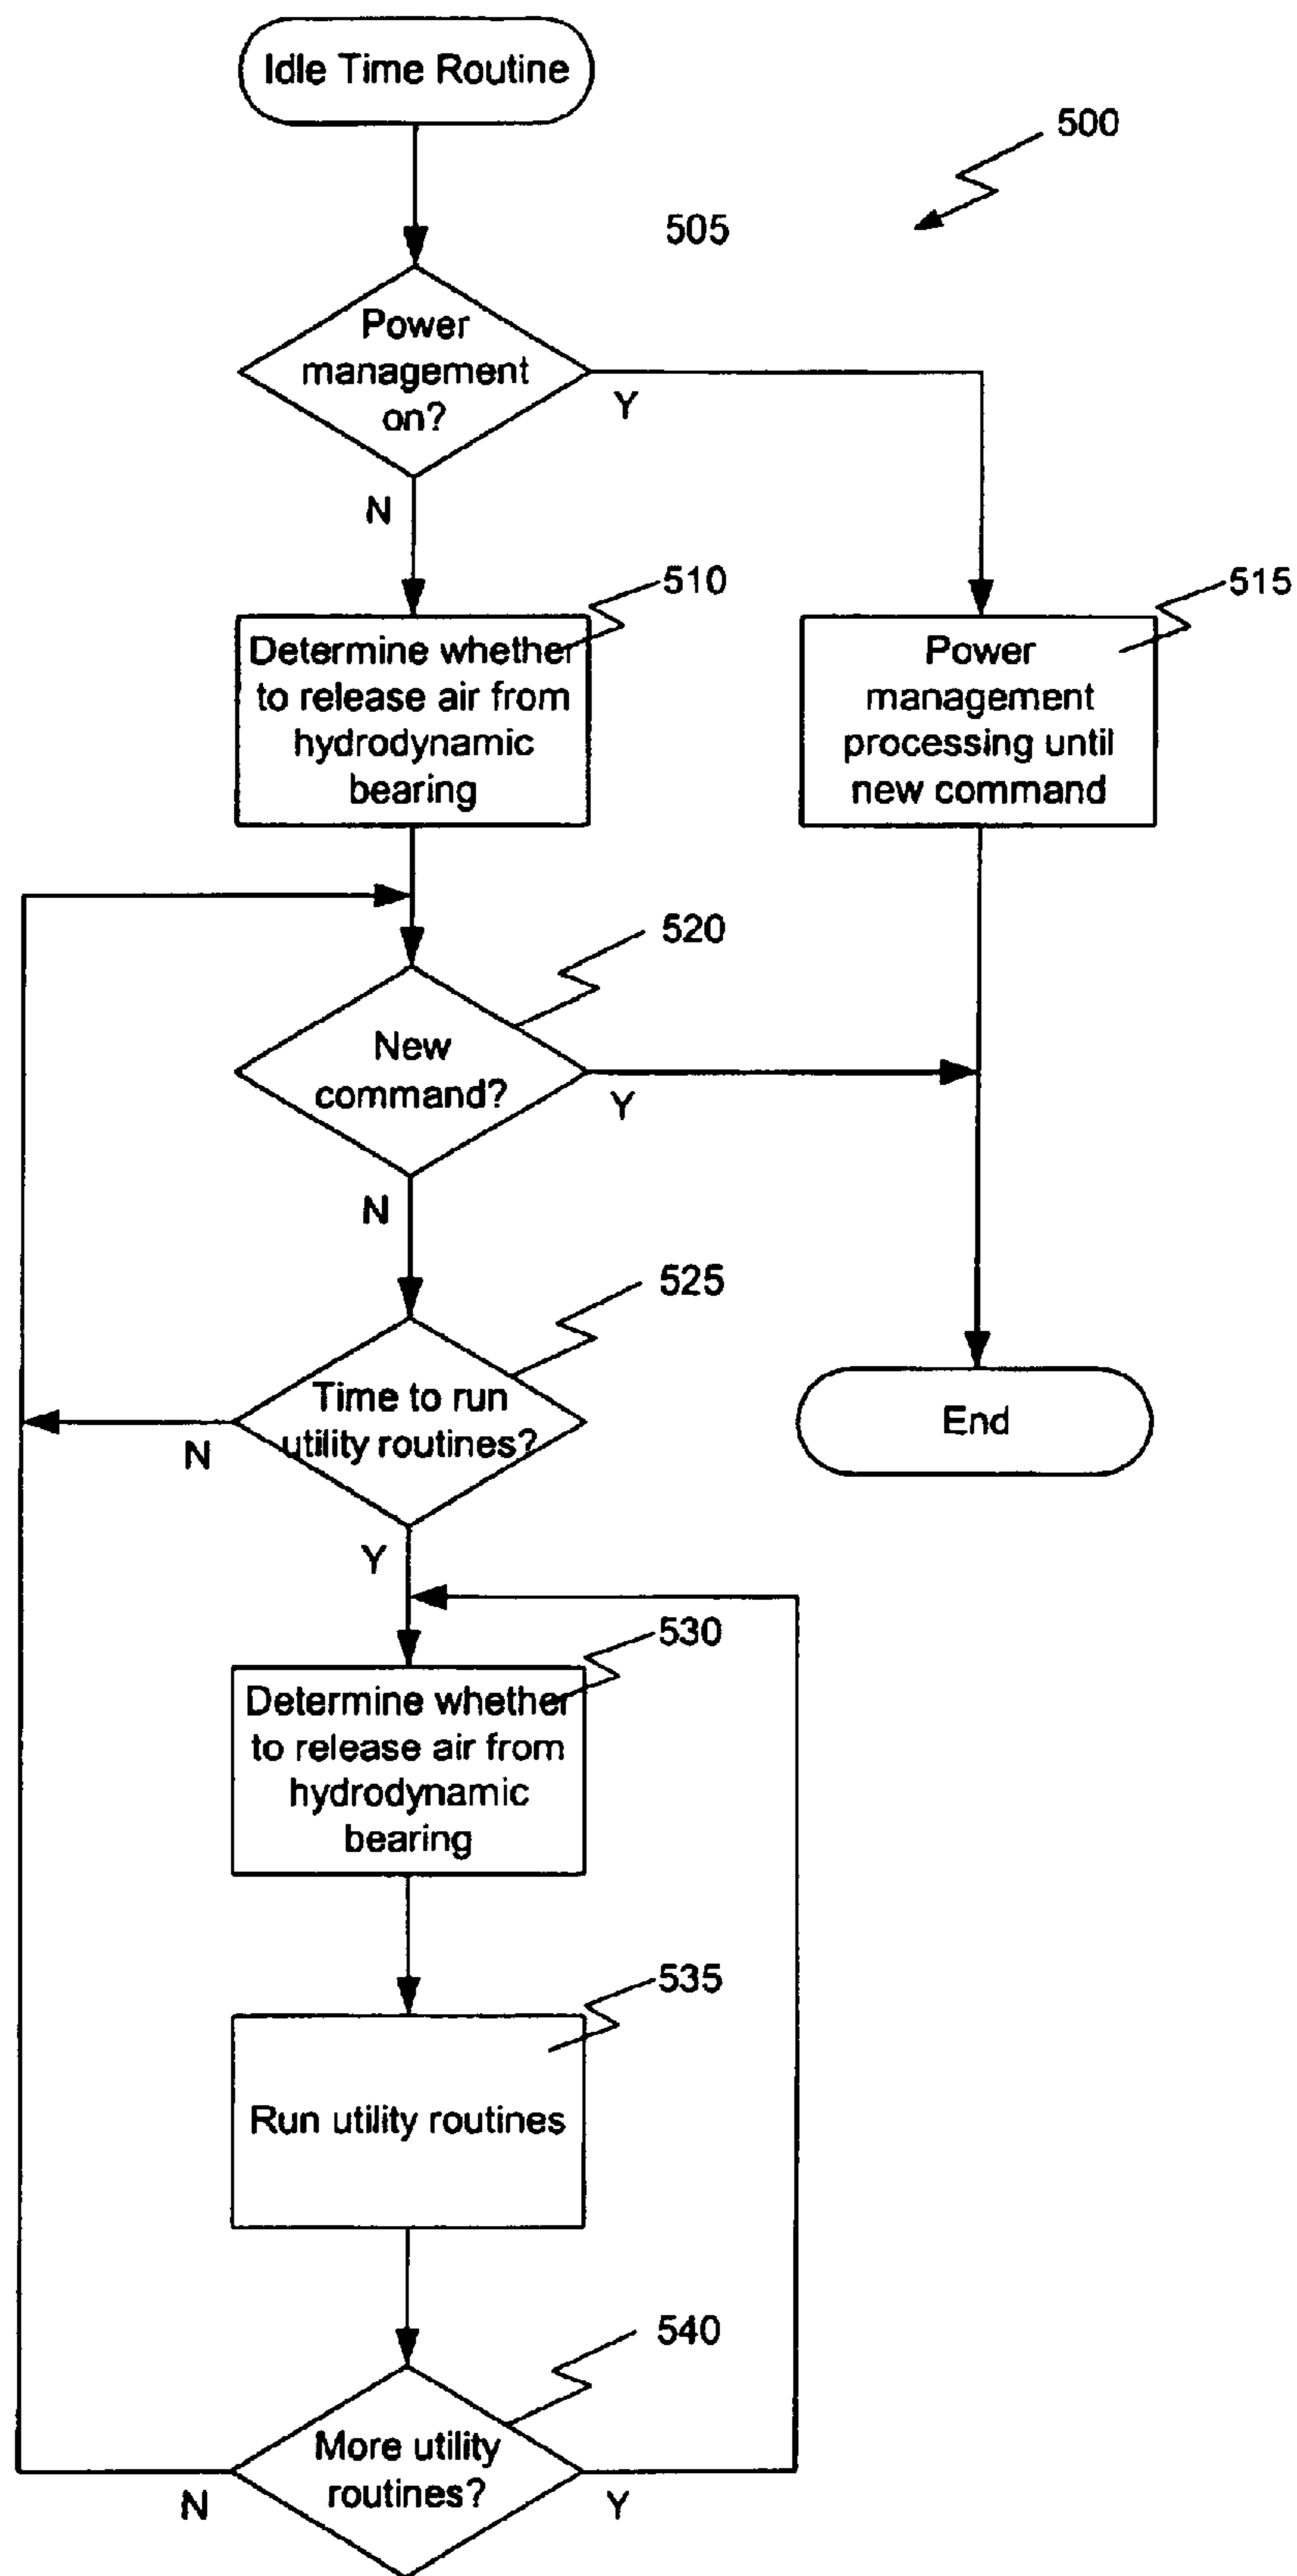 Idle Time Routine
500
505
Power
management
on?
Y
N
510
515
Determine whether
to release air from
hydrodynamic
bearing
Power
management
processing until
new command
520
New
command?
Y
N
525
Time to run
utility routines?
N
End
Y
530
Determine whether
to release air from
hydrodynamic
bearing
535
Run utility routines
540
More utility
routines?
N
Y